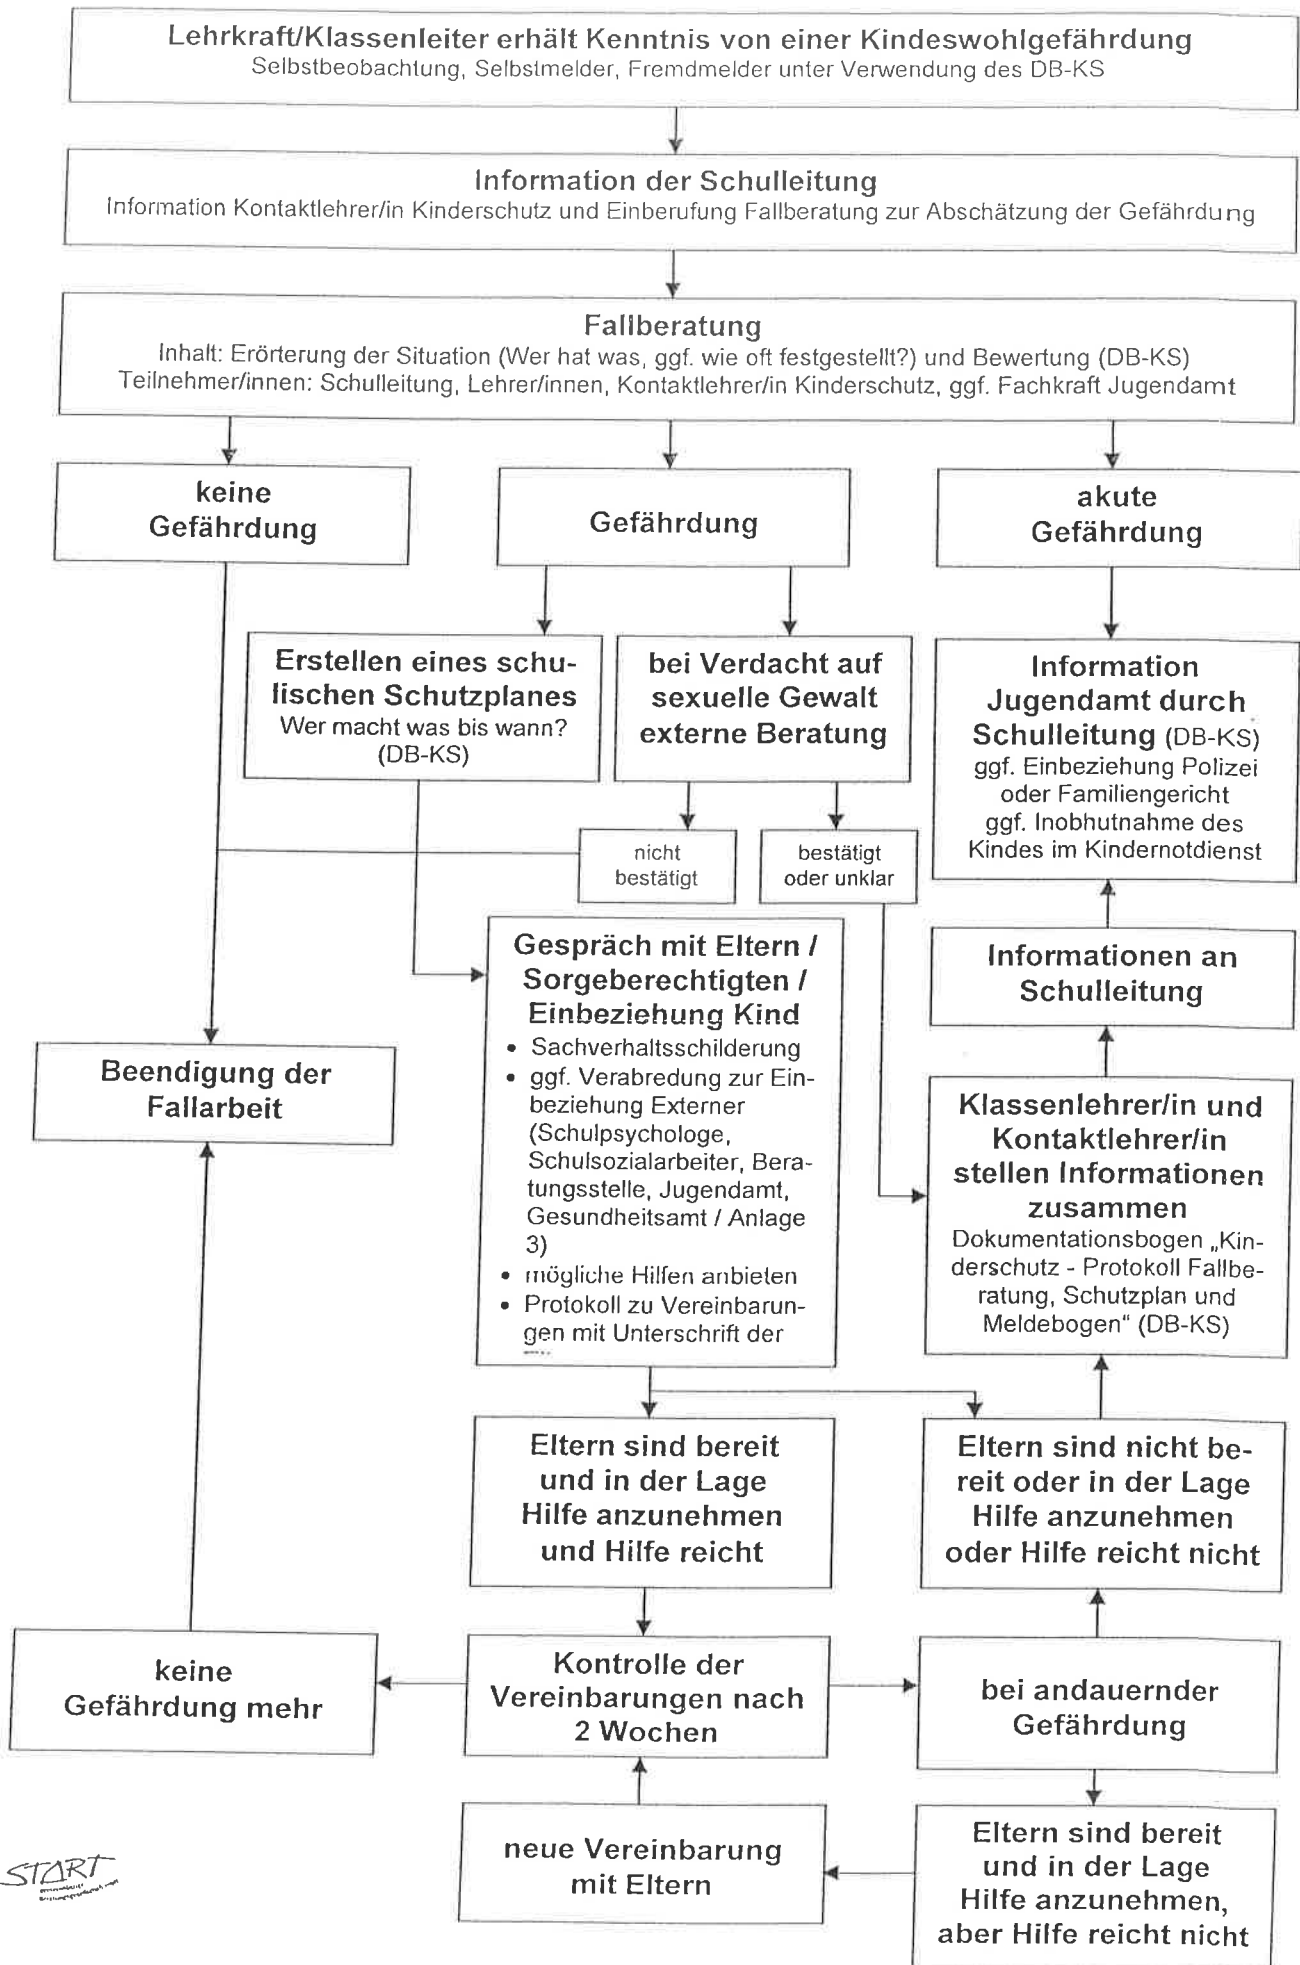 Lehrkraft/Klassenleiter erhält Kenntnis von einer Kindeswohlgefährdung
Selbstbeobachtung, Selbstmelder, Fremdmelder unter Verwendung des DB-KS
Information der Schulleitung
Information Kontaktlehrer/in Kinderschutz und Einberufung Fallberatung zur Abschätzung der Gefährdung
Fallberatung
Inhalt: Erörterung der Situation (Wer hat was, ggf. wie oft festgestellt?) und Bewertung (DB-KS)
Teilnehmer/innen: Schulleitung, Lehrer/innen, Kontaktlehrer/in Kinderschutz, ggf. Fachkraft Jugendamt
keine
Gefährdung
Gefährdung
akute
Gefährdung
Erstellen eines schu-
lischen Schutzplanes
Wer macht was bis wann?
(DB-KS)
bei Verdacht auf
sexuelle Gewalt
externe Beratung
Information
Jugendamt durch
Schulleitung (DB-KS)
ggf. Einbeziehung Polizei
oder Familiengericht
ggf. Inobhutnahme des
Kindes im Kindernotdienst
nicht
bestätigt
bestätigt
oder unklar
Gespräch mit Eltern /
Sorgeberechtigten /
Einbeziehung Kind
• Sachverhaltsschilderung
• ggf. Verabredung zur Ein-
beziehung Externer
(Schulpsychologe,
Schulsozialarbeiter, Bera-
tungsstelle, Jugendamt,
Gesundheitsamt / Anlage
3)
• mögliche Hilfen anbieten
• Protokoll zu Vereinbarun-
gen mit Unterschrift der
Informationen an
Schulleitung
Beendigung der
Fallarbeit
Klassenlehrer/in und
Kontaktlehrer/in
stellen Informationen
zusammen
Dokumentationsbogen „Kin-
derschutz - Protokoll Fallbe-
ratung, Schutzplan und
Meldebogen“ (DB-KS)
Eltern sind bereit
und in der Lage
Hilfe anzunehmen
und Hilfe reicht
Eltern sind nicht be-
reit oder in der Lage
Hilfe anzunehmen
oder Hilfe reicht nicht
keine
Gefährdung mehr
Kontrolle der
Vereinbarungen nach
2 Wochen
bei andauernder
Gefährdung
neue Vereinbarung
mit Eltern
Eltern sind bereit
und in der Lage
Hilfe anzunehmen,
aber Hilfe reicht nicht
START